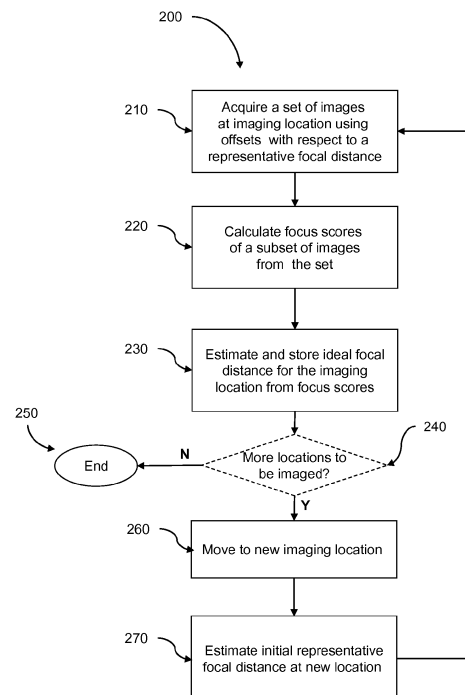 200
210
Acquire a set of images
at imaging location using
offsets with respect to a
representative focal distance
220
Calculate focus scores
of a subset of images
from the set
230
Estimate and store ideal focal
distance for the imaging
location from focus scores
250
240
End
N
More locations to
be imaged?
Y
260
Move to new imaging location
270
Estimate initial representative
focal distance at new location